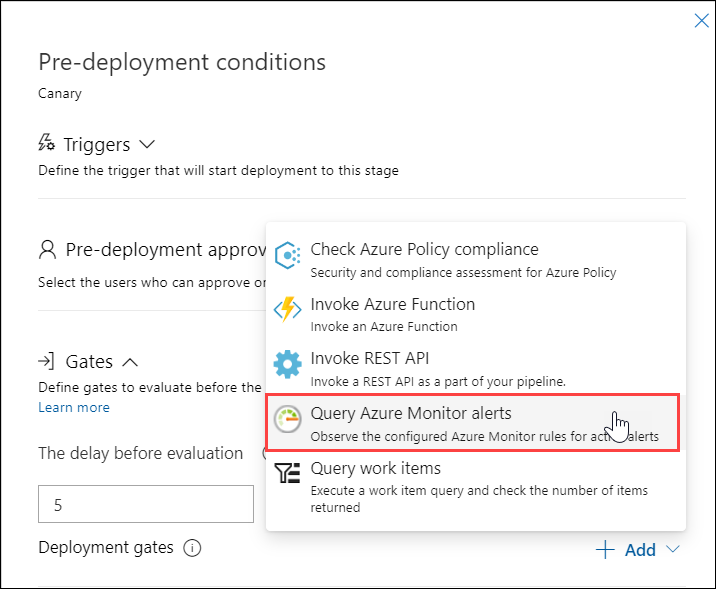 Pre-deployment conditions
Canary
Triggers
Define the trigger that will start deployment to this stage
Pre-deployment approv
Select the users who can approve or
Gates
Define gates to evaluate before the
Learn more
The delay before evaluation
5
Deployment gates
Check Azure Policy compliance
Security and compliance assessment for Azure Policy
Invoke Azure Function
Invoke an Azure Function
Invoke REST API
Invoke a REST API as a part of your pipeline.
Query Azure Monitor alerts
Observe the configured Azure Monitor rules for active alerts
Query work items
Execute a work item query and check the number of items
returned
Add